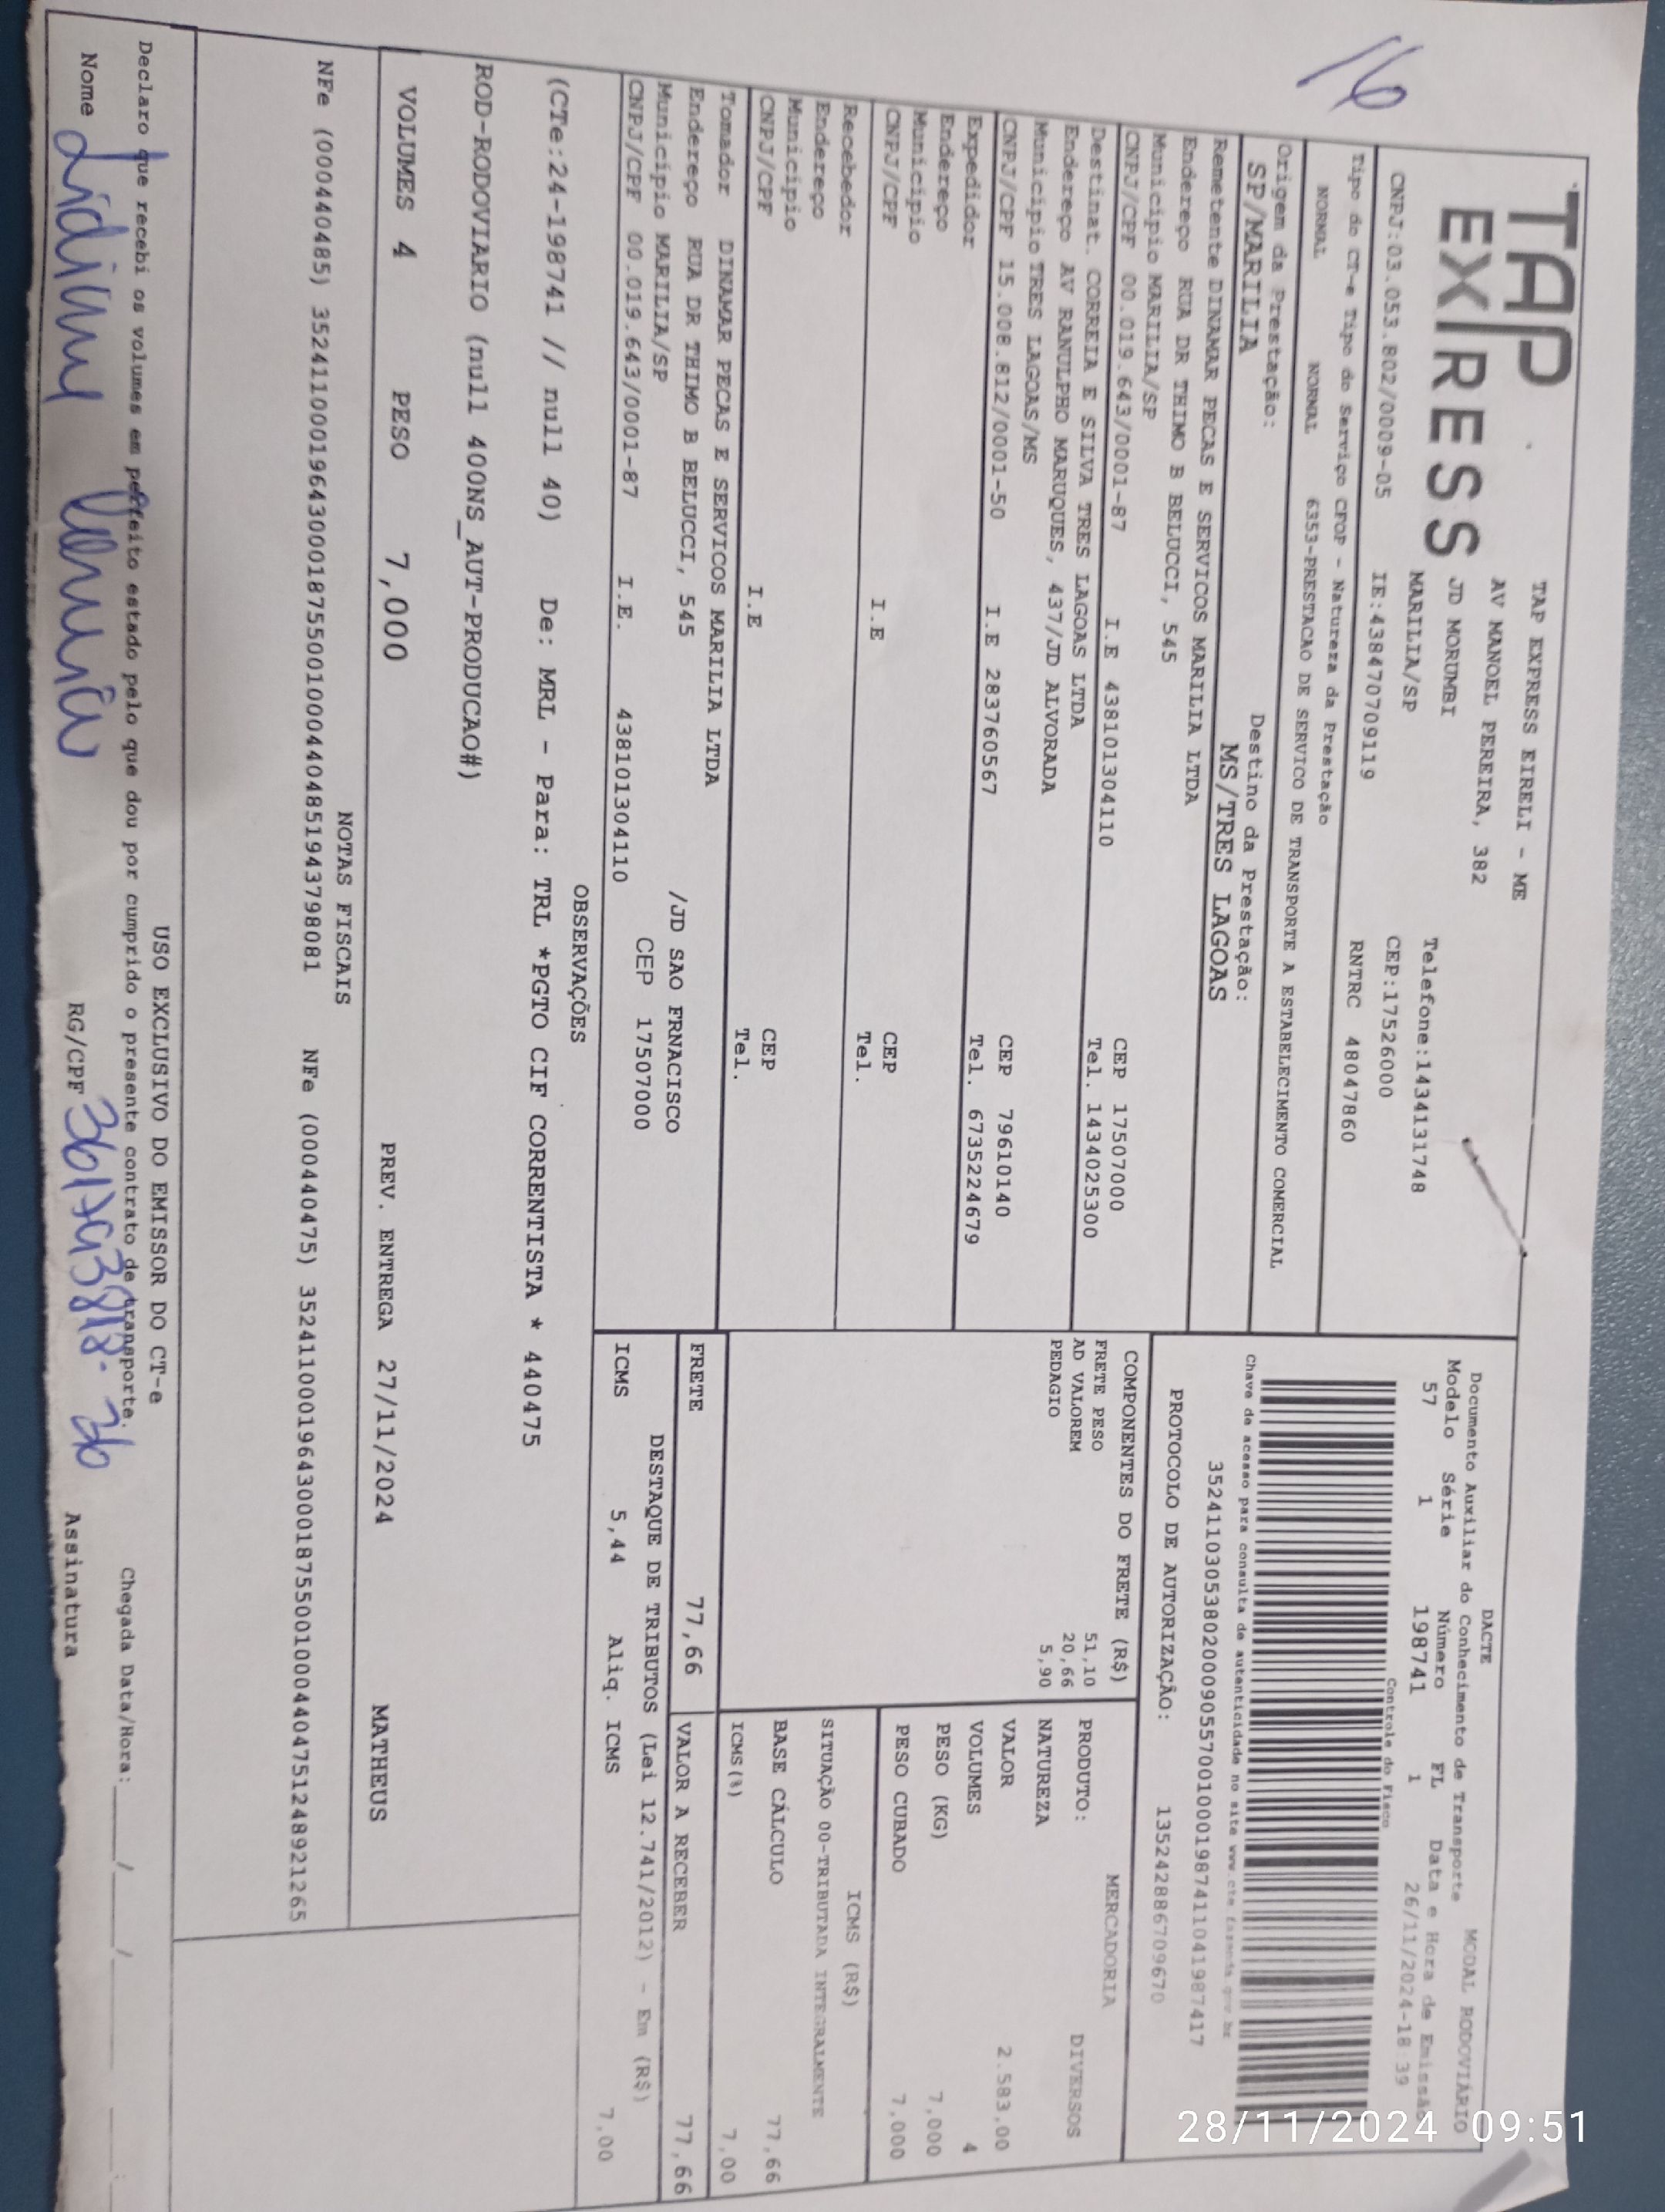 16
TAP EXPRESS
TAP EXPRESS EIRELI - ME
AV MANOEL PEREIRA, 382
JD MORUMBI
MARILIA/SP
Telefone:1434131748
CNPJ:03.053.802/0009-05 IE:438470709119 CEP:17526000
RNTRC 48047860
Tipo do CT-e Tipo do Serviço CFOP - Natureza da Prestação
NORMAL NORMAL 6353-PRESTACAO DE SERVICO DE TRANSPORTE A ESTABELECIMENTO COMERCIAL
Origem da Prestação: Destino da Prestação:
SP/MARILIA MS/TRES LAGOAS
DACTE
Documento Auxiliar do Conhecimento de Transporte MODAL RODOVIÁRIO
Modelo Série Número FL Data e Hora de Emissão
57 1 198741 1 26/11/2024-18:39
Controle do Fisco
Chave de acesso para consulta de autenticidade no site www.cte.fazenda.gov.br
35241103053802000905570010001987411041987417
PROTOCOLO DE AUTORIZAÇÃO: 135242886709670
Remetente DINAMAR PECAS E SERVICOS MARILIA LTDA
Endereço RUA DR THIMO B BELUCCI, 545
Municipio MARILIA/SP CEP 17507000
CNPJ/CPF 00.019.643/0001-87 I.E 438101304110 Tel. 1434025300
Destinat. CORREIA E SILVA TRES LAGOAS LTDA
Endereço AV RANULPHO MARUQUES, 437/JD ALVORADA
Municipio TRES LAGOAS/MS CEP 79610140
CNPJ/CPF 15.008.812/0001-50 I.E 283760567 Tel. 6735224679
Expedidor
Endereço
Municipio CEP
CNPJ/CPF I.E Tel.
Recebedor
Endereço
Municipio CEP
CNPJ/CPF I.E Tel.
Tomador DINAMAR PECAS E SERVICOS MARILIA LTDA
Endereço RUA DR THIMO B BELUCCI, 545 /JD SAO FRNACISCO
Municipio MARILIA/SP CEP 17507000
CNPJ/CPF 00.019.643/0001-87 I.E. 438101304110
COMPONENTES DO FRETE (R$)
FRETE PESO 51,10
AD VALOREM 20,66
PEDAGIO 5,90
MERCADORIA
PRODUTO: DIVERSOS
NATUREZA
VALOR 2.583,00
VOLUMES 4
PESO (KG) 7,000
PESO CUBADO 7,000
ICMS (R$)
SITUAÇÃO 00-TRIBUTADA INTEGRALMENTE
BASE CÁLCULO 77,66
ICMS(%) 7,00
FRETE 77,66 VALOR A RECEBER 77,66
DESTAQUE DE TRIBUTOS (Lei 12.741/2012) - Em (R$)
ICMS 5,44 Aliq. ICMS 7,00
OBSERVAÇÕES
(CTe:24-198741 // null 40) De: MRL - Para: TRL *PGTO CIF CORRENTISTA * 440475
ROD-RODOVIARIO (null 400NS_AUT-PRODUCAO#)
VOLUMES 4 PESO 7,000 PREV. ENTREGA 27/11/2024 MATHEUS
NOTAS FISCAIS
NFe (000440485) 35241100019643000187550010004404851943798081 NFe (000440475) 35241100019643000187550010004404751248921265
USO EXCLUSIVO DO EMISSOR DO CT-e
Declaro que recebi os volumes em perfeito estado pelo que dou por cumprido o presente contrato de transporte. Chegada Data/Hora:____/____/____ ____:____
Nome RG/CPF Assinatura
28/11/2024 09:51